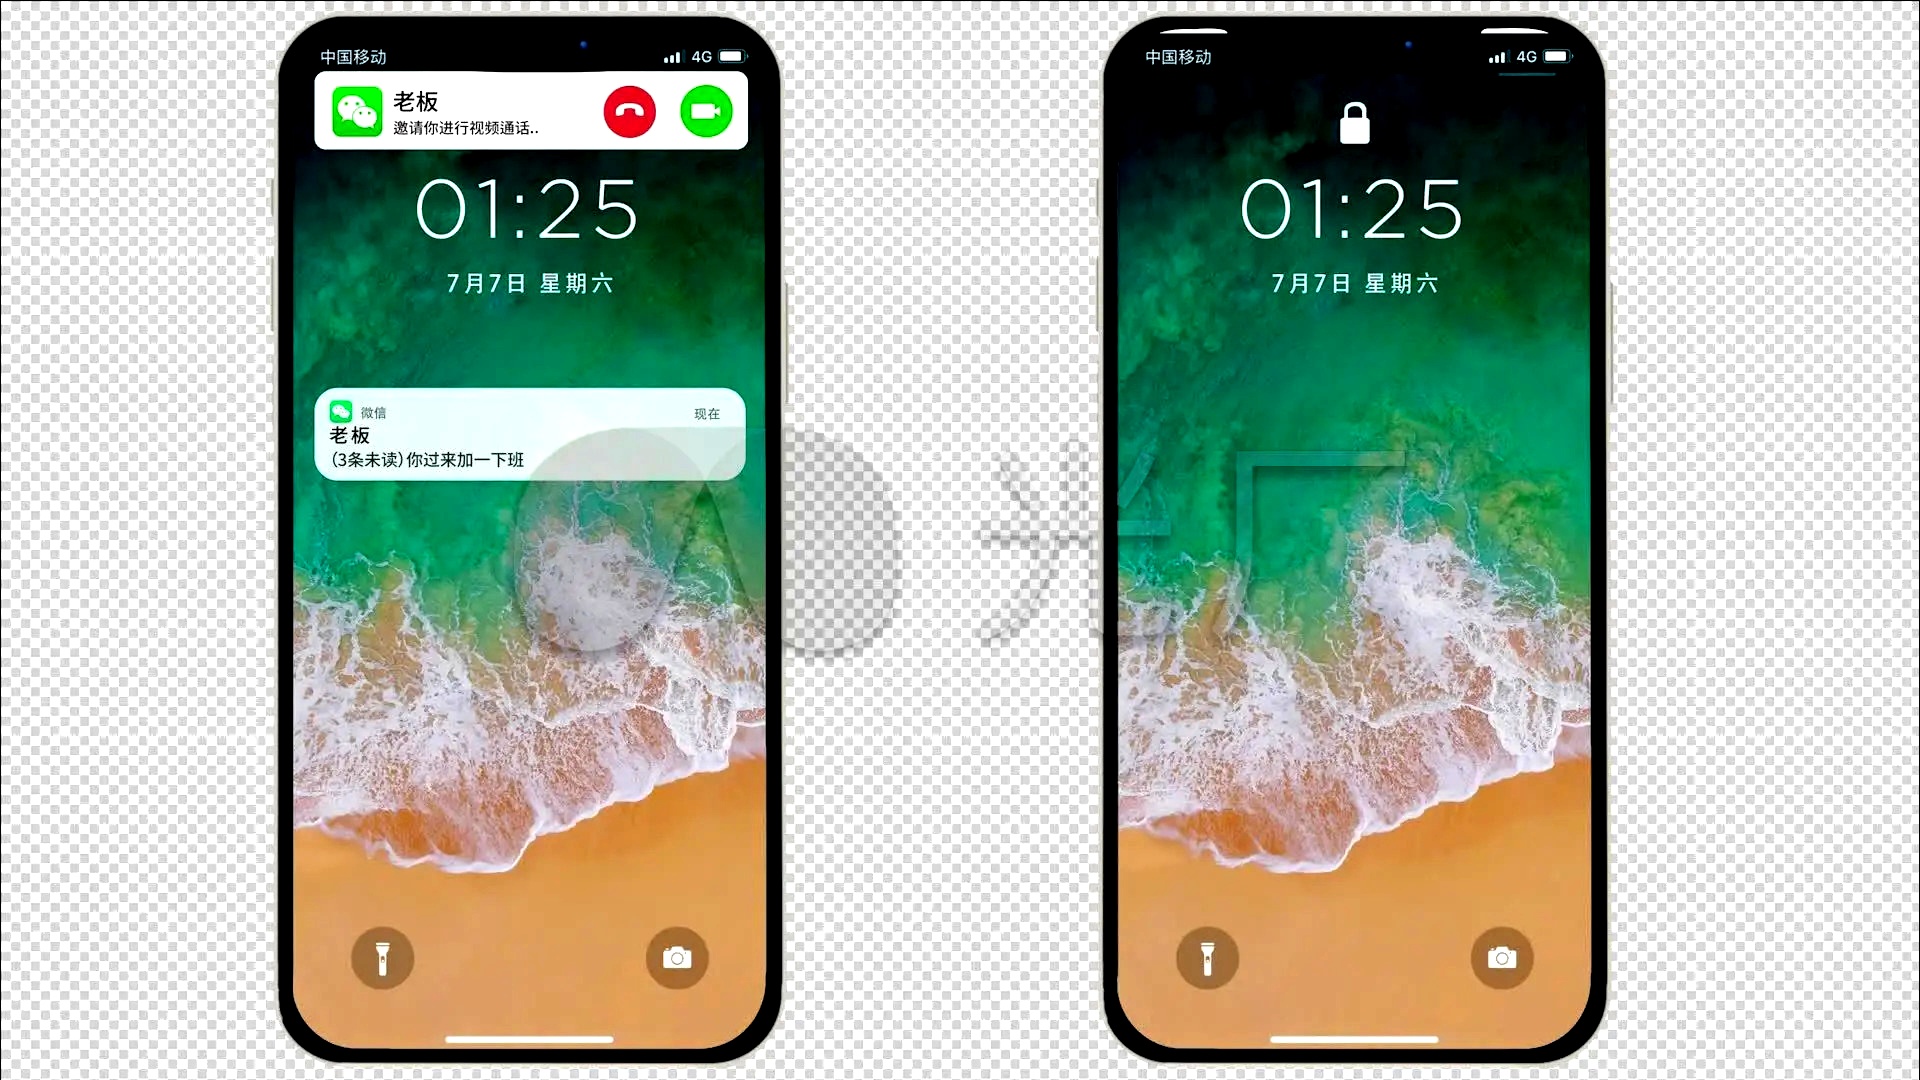 中国移动
4G
老板
邀请你进行视频通话..
01:25
7月7日 星期六
微信
现在
老板
(3条未读)你过来加一下班
中国移动
4G
01:25
7月7日 星期六
光厂